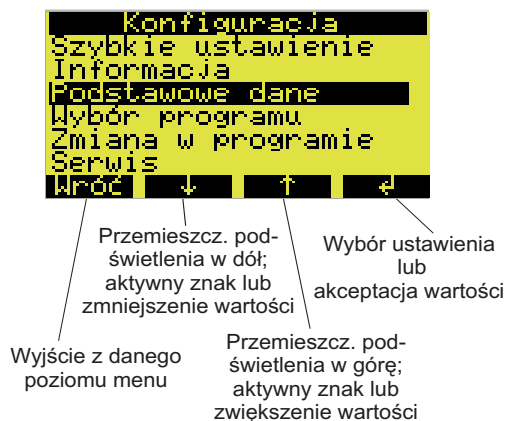 Konfiguracja
Szybkie ustawienie
Informacja
Podstawowe dane
Wybór programu
Zmiana w programie
Serwis
Wróć ↓ ↑ ↲
Przemieszcz. pod-
świetlenia w dół;
aktywny znak lub
zmniejszenie wartości
Wybór ustawienia
lub
akceptacja wartości
Wyjście z danego
poziomu menu
Przemieszcz. pod-
świetlenia w górę;
aktywny znak lub
zwiększenie wartości